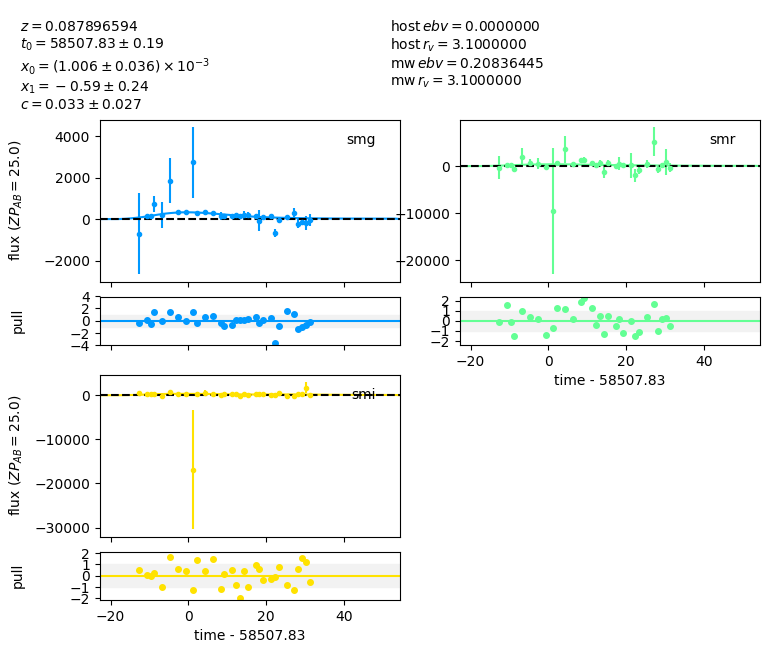 z = 0.087896594
t₀ = 58507.83 ± 0.19
x₀ = (1.006 ± 0.036) × 10⁻³
x₁ = −0.59 ± 0.24
c = 0.033 ± 0.027
host ebv = 0.0000000
host r_v = 3.1000000
mw ebv = 0.20836445
mw r_v = 3.1000000
smg
4000
2000
0
−2000
flux (ZP_AB = 25.0)
smr
0
−10000
−20000
4
2
0
−2
−4
pull
2
1
0
−1
−2
−20 0 20 40
time - 58507.83
smi
0
−10000
−20000
−30000
flux (ZP_AB = 25.0)
2
1
0
−1
−2
pull
−20 0 20 40
time - 58507.83